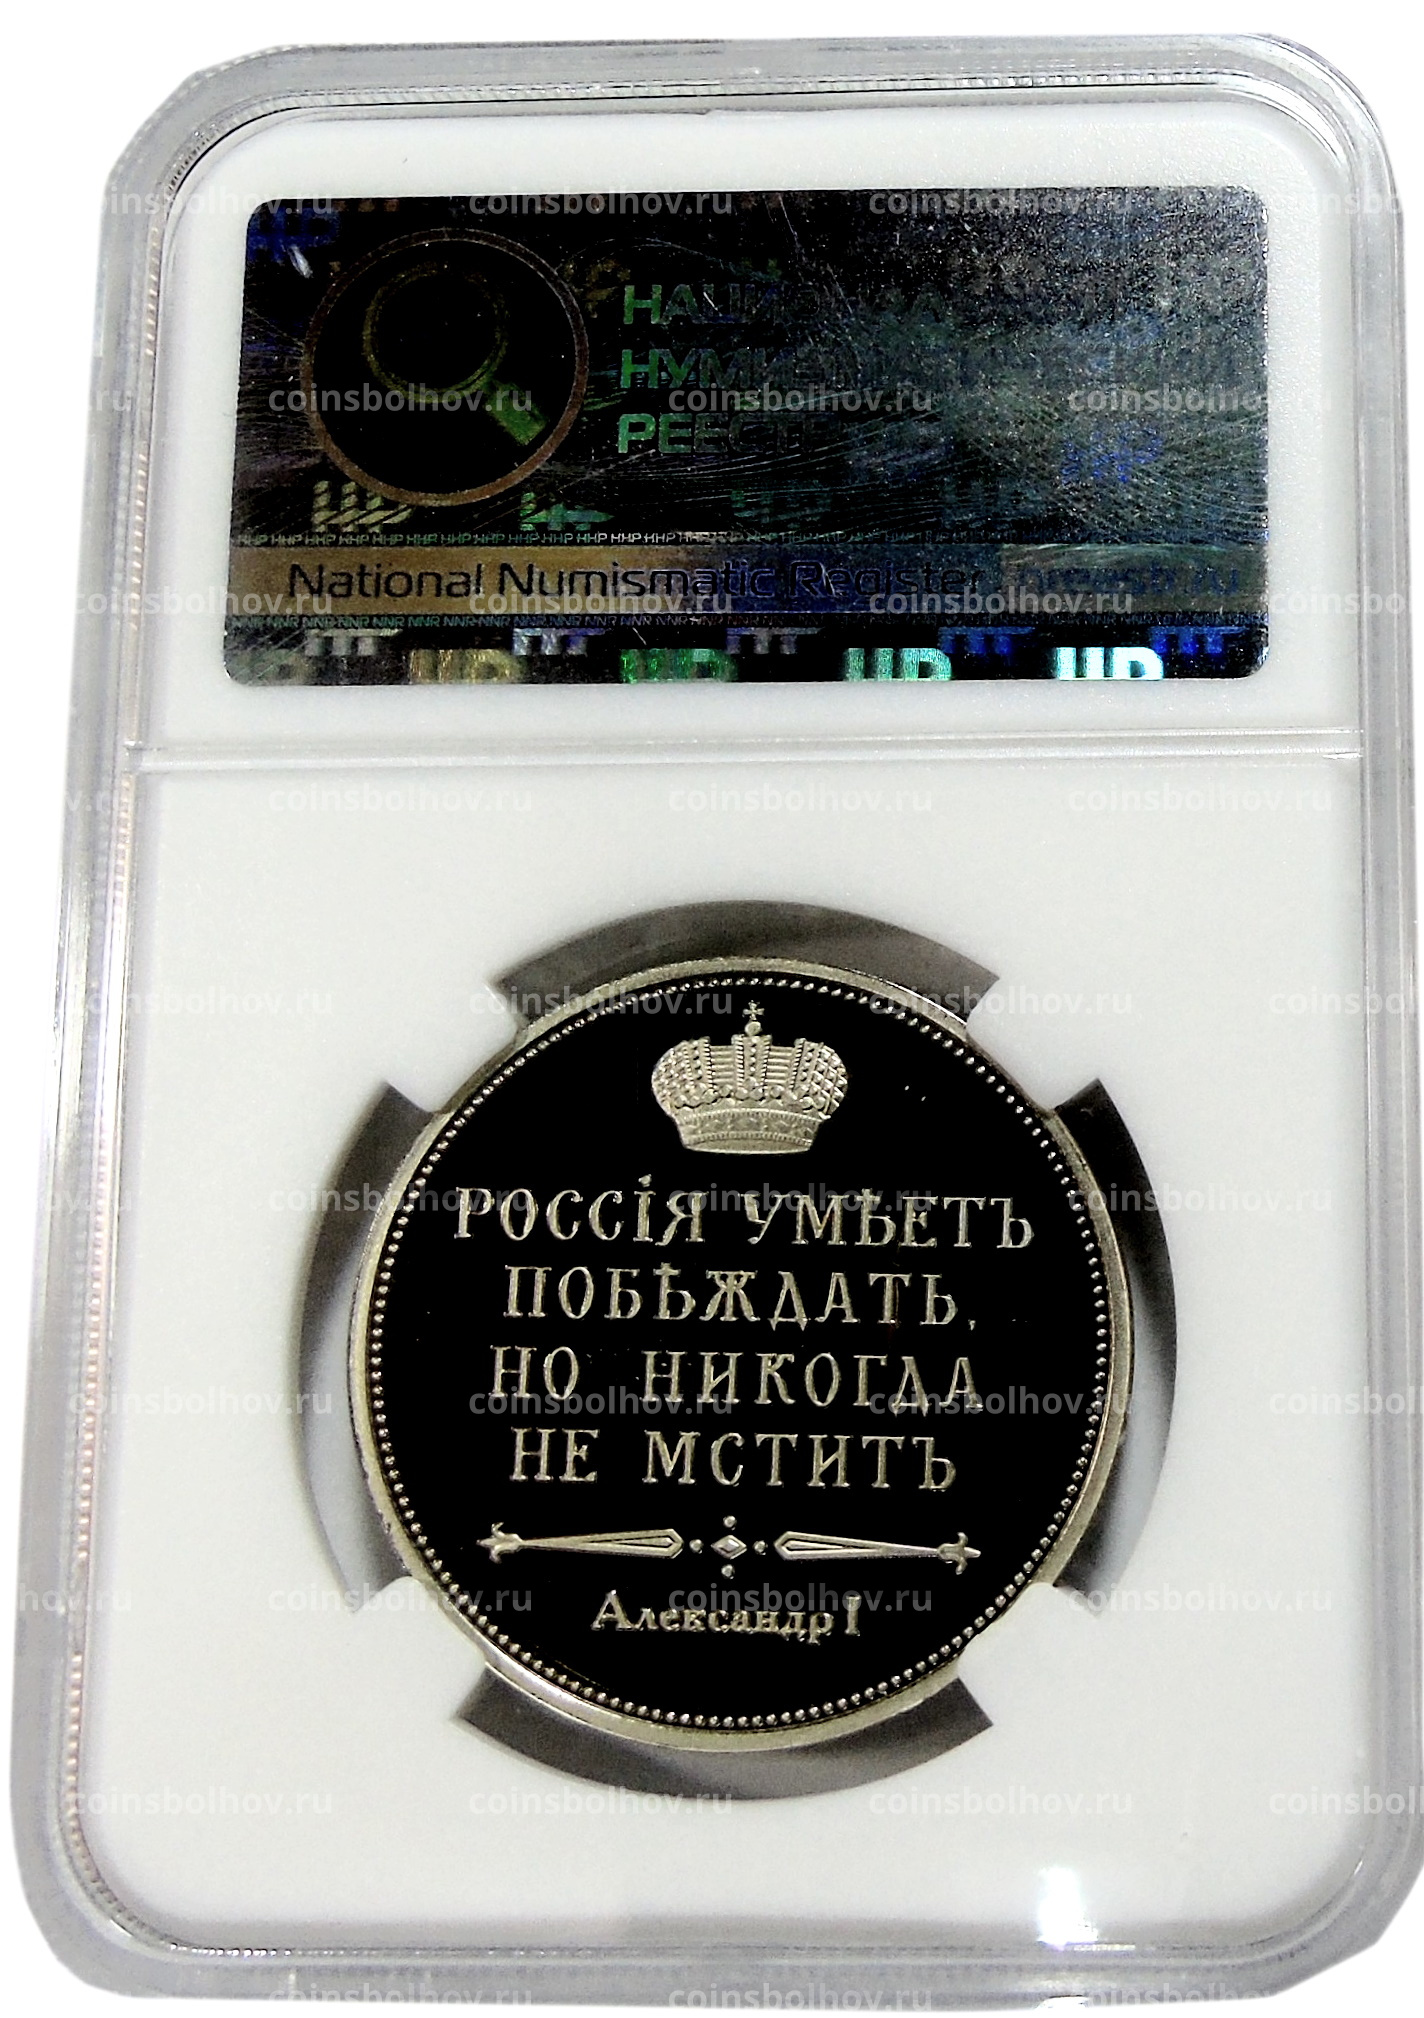 НАЦИОНАЛЬНЫЙ
НУМИЗМАТИЧЕСКИЙ
РЕЕСТР
National Numismatic Register
РОССІЯ УМѢЕТЪ
ПОБѢЖДАТЬ,
НО НИКОГДА
НЕ МСТИТЪ
Александр I
coinsbolhov.ru